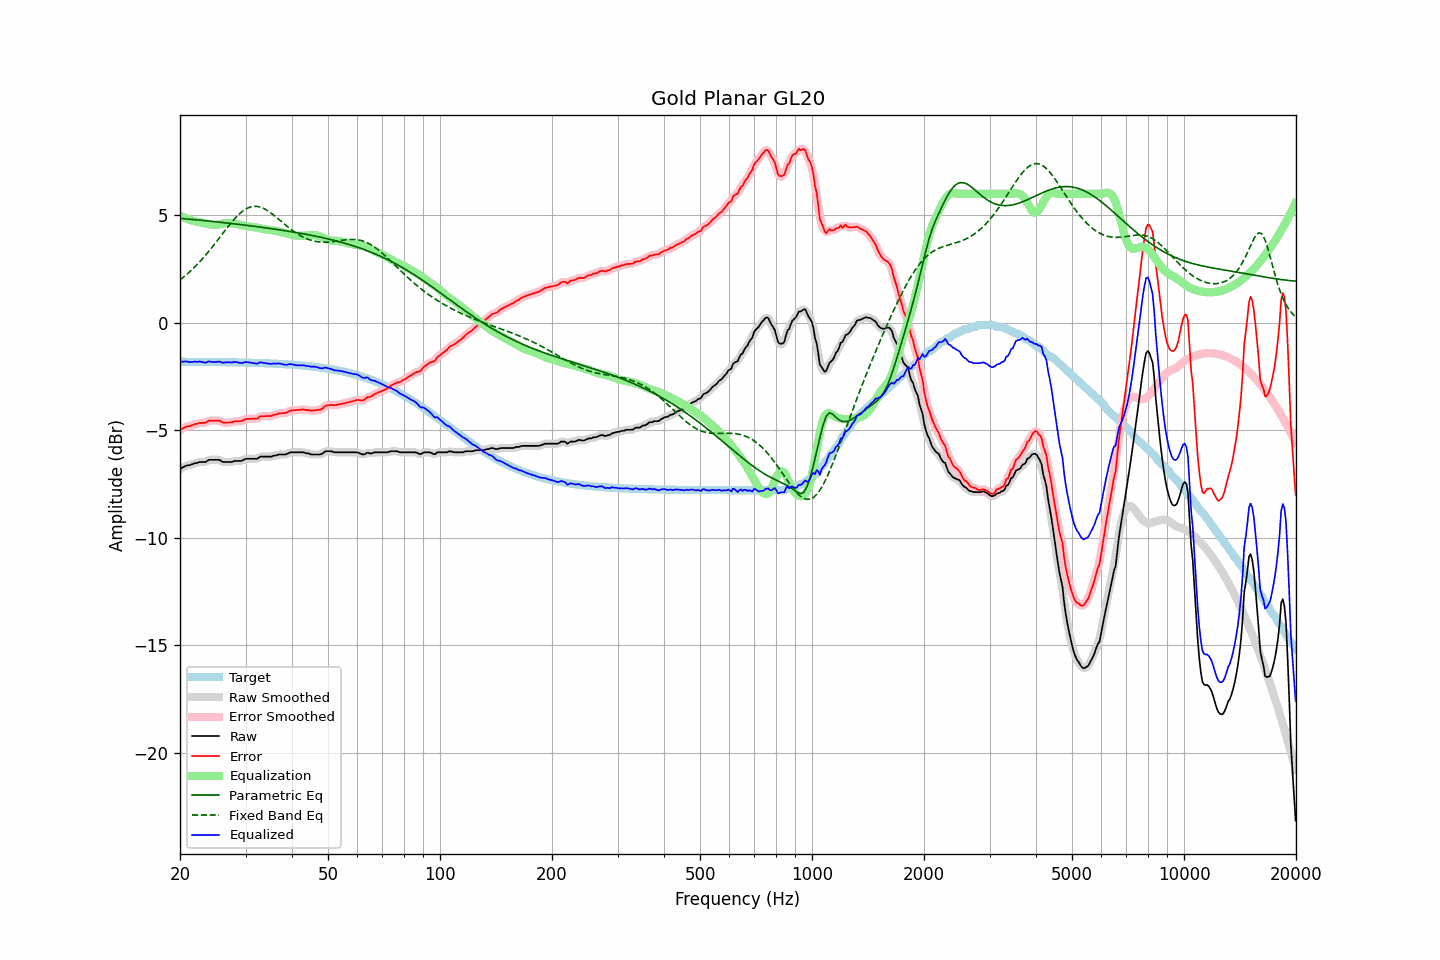 Gold Planar GL20
Amplitude (dBr)
5
0
−5
−10
−15
−20
Target
Raw Smoothed
Error Smoothed
Raw
Error
Equalization
Parametric Eq
Fixed Band Eq
Equalized
20 50 100 200 500 1000 2000 5000 10000 20000
Frequency (Hz)